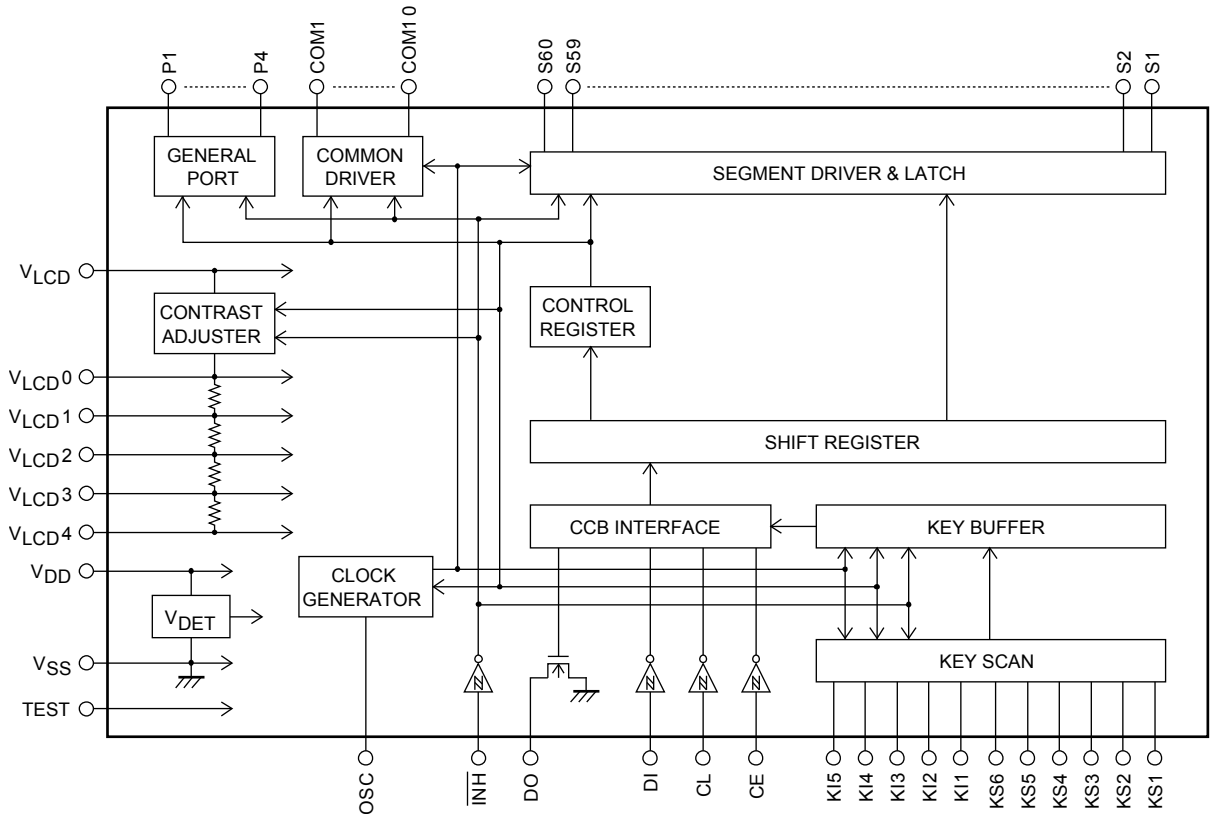 P1
P4
COM1
COM10
S60
S59
S2
S1
GENERAL
PORT
COMMON
DRIVER
SEGMENT DRIVER & LATCH
VLCD
CONTRAST
ADJUSTER
CONTROL
REGISTER
VLCD0
VLCD1
VLCD2
VLCD3
VLCD4
SHIFT REGISTER
CCB INTERFACE
KEY BUFFER
VDD
CLOCK
GENERATOR
VDET
VSS
KEY SCAN
TEST
OSC
INH
DO
DI
CL
CE
KI5
KI4
KI3
KI2
KI1
KS6
KS5
KS4
KS3
KS2
KS1